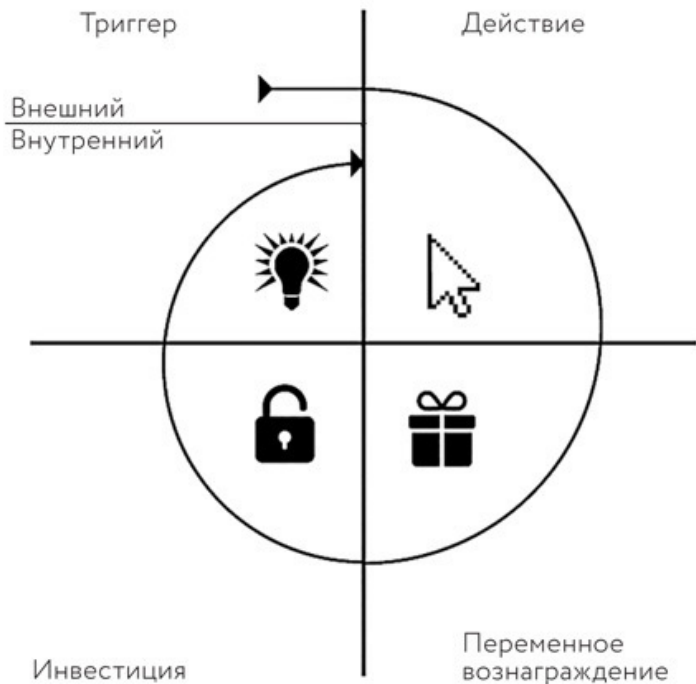 Триггер
Действие
Внешний
Внутренний
Инвестиция
Переменное
вознаграждение